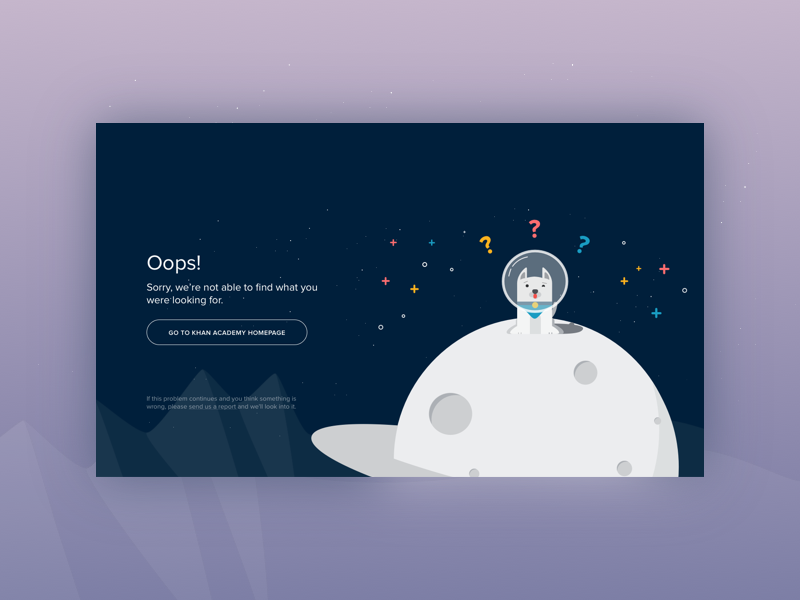 ? ? ?
Oops!
Sorry, we're not able to find what you
were looking for.
GO TO KHAN ACADEMY HOMEPAGE
If this problem continues and you think something is
wrong, please send us a report and we'll look into it.